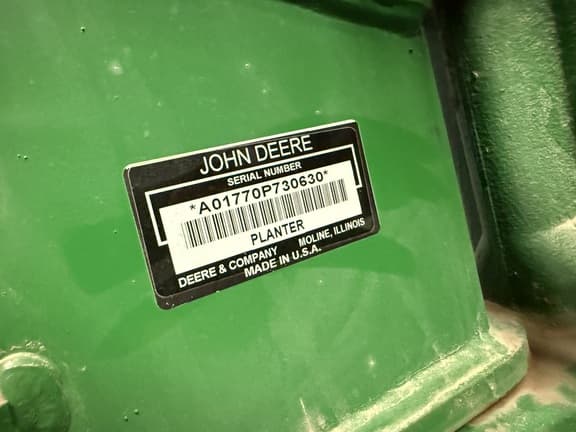 JOHN DEERE
SERIAL NUMBER
*A01770P730630*
PLANTER
DEERE & COMPANY MOLINE, ILLINOIS
MADE IN U.S.A.